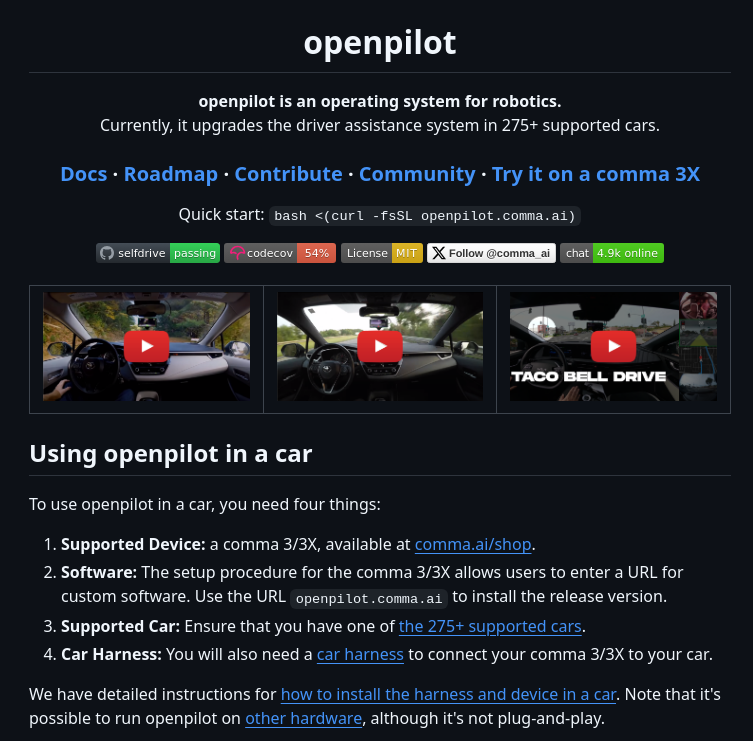 openpilot
openpilot is an operating system for robotics.
Currently, it upgrades the driver assistance system in 275+ supported cars.
Docs · Roadmap · Contribute · Community · Try it on a comma 3X
Quick start: bash <(curl -fsSL openpilot.comma.ai)
selfdrive passing codecov 54% License MIT Follow @comma_ai chat 4.9k online
TACO BELL DRIVE
Using openpilot in a car
To use openpilot in a car, you need four things:
1. Supported Device: a comma 3/3X, available at comma.ai/shop.
2. Software: The setup procedure for the comma 3/3X allows users to enter a URL for
custom software. Use the URL openpilot.comma.ai to install the release version.
3. Supported Car: Ensure that you have one of the 275+ supported cars.
4. Car Harness: You will also need a car harness to connect your comma 3/3X to your car.
We have detailed instructions for how to install the harness and device in a car. Note that it's
possible to run openpilot on other hardware, although it's not plug-and-play.